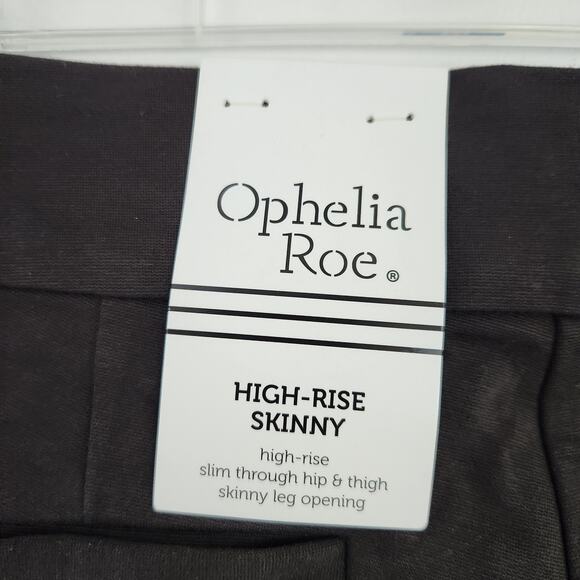 Ophelia
Roe®
HIGH-RISE
SKINNY
high-rise
slim through hip & thigh
skinny leg opening